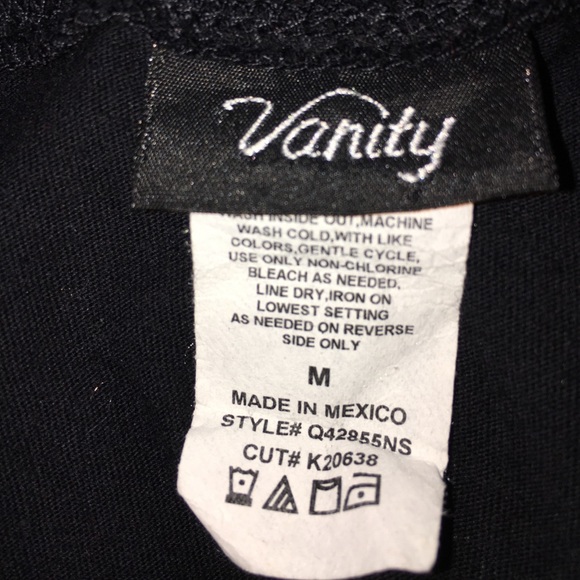 Vanity
WASH INSIDE OUT,MACHINE
WASH COLD,WITH LIKE
COLORS,GENTLE CYCLE,
USE ONLY NON-CHLORINE
BLEACH AS NEEDED,
LINE DRY,IRON ON
LOWEST SETTING
AS NEEDED ON REVERSE
SIDE ONLY
M
MADE IN MEXICO
STYLE# Q42855NS
CUT# K20638